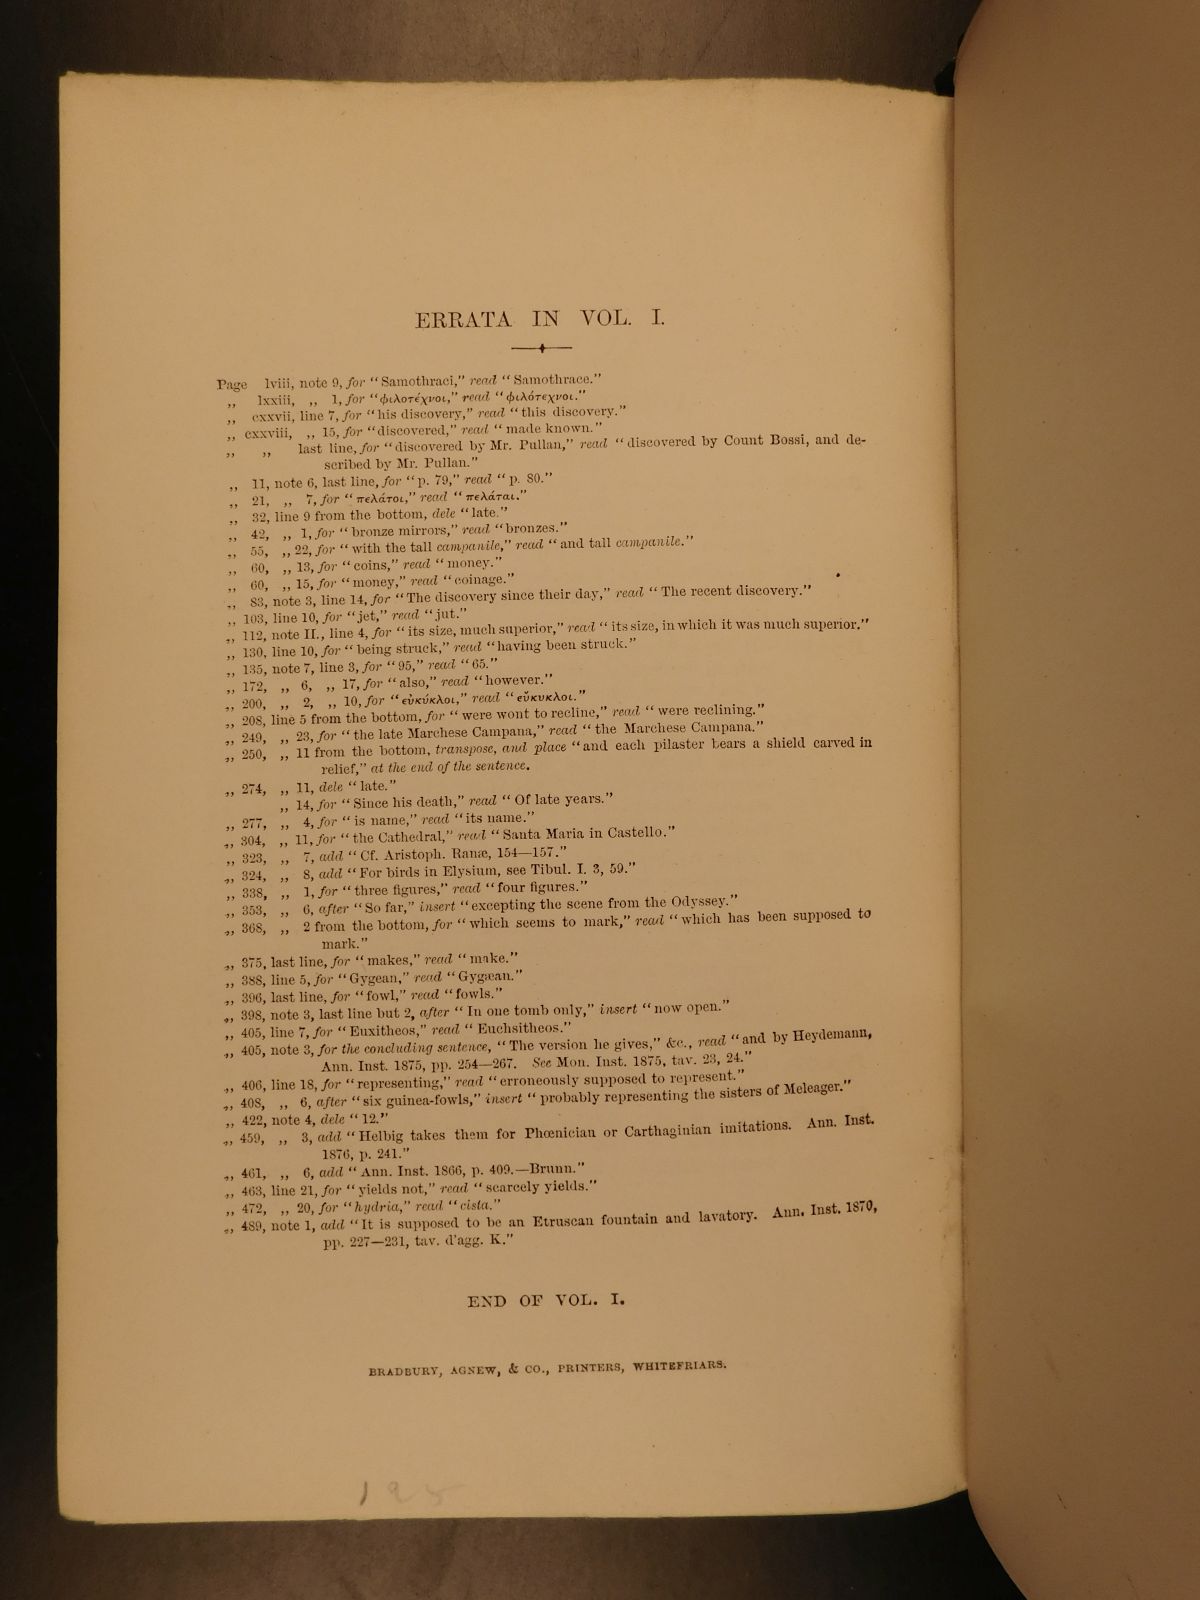 ERRATA IN VOL. I.
Page lviii, note 9, for “Samothraci,” read “Samothrace.”
„ lxxiii, „ 1, for “φιλοτέχνοι,” read “φιλότεχνοι.”
„ cxxvii, line 7, for “his discovery,” read “this discovery.”
„ cxxviii, „ 15, for “discovered,” read “made known.”
„ „ last line, for “discovered by Mr. Pullan,” read “discovered by Count Bossi, and de-
scribed by Mr. Pullan.”
„ 11, note 6, last line, for “p. 79,” read “p. 80.”
„ 21, „ 7, for “πελάτοι,” read “πελάται.”
„ 32, line 9 from the bottom, dele “late.”
„ 42, „ 1, for “bronze mirrors,” read “bronzes.”
„ 55, „ 22, for “with the tall campanile,” read “and tall campanile.”
„ 60, „ 13, for “coins,” read “money.”
„ 60, „ 15, for “money,” read “coinage.”
„ 83, note 3, line 14, for “The discovery since their day,” read “The recent discovery.”
„ 103, line 10, for “jet,” read “jut.”
„ 112, note II., line 4, for “its size, much superior,” read “its size, in which it was much superior.”
„ 130, line 10, for “being struck,” read “having been struck.”
„ 135, note 7, line 3, for “95,” read “65.”
„ 172, „ 6, „ 17, for “also,” read “however.”
„ 200, „ 2, „ 10, for “εὐκύκλοι,” read “εὔκυκλοι.”
„ 208, line 5 from the bottom, for “were wont to recline,” read “were reclining.”
„ 249, „ 23, for “the late Marchese Campana,” read “the Marchese Campana.”
„ 250, „ 11 from the bottom, transpose, and place “and each pilaster bears a shield carved in
relief,” at the end of the sentence.
„ 274, „ 11, dele “late.”
„ 14, for “Since his death,” read “Of late years.”
„ 277, „ 4, for “is name,” read “its name.”
„ 304, „ 11, for “the Cathedral,” read “Santa Maria in Castello.”
„ 323, „ 7, add “Cf. Aristoph. Ranæ, 154—157.”
„ 324, „ 8, add “For birds in Elysium, see Tibul. I. 3, 59.”
„ 338, „ 1, for “three figures,” read “four figures.”
„ 353, „ 6, after “So far,” insert “excepting the scene from the Odyssey.”
„ 368, „ 2 from the bottom, for “which seems to mark,” read “which has been supposed to
mark.”
„ 375, last line, for “makes,” read “make.”
„ 388, line 5, for “Gygean,” read “Gygæan.”
„ 396, last line, for “fowl,” read “fowls.”
„ 398, note 3, last line but 2, after “In one tomb only,” insert “now open.”
„ 405, line 7, for “Euxitheos,” read “Euchsitheos.”
„ 405, note 3, for the concluding sentence, “The version he gives,” &c., read “and by Heydemann,
Ann. Inst. 1875, pp. 254—267. See Mon. Inst. 1875, tav. 23, 24.”
„ 406, line 18, for “representing,” read “erroneously supposed to represent.”
„ 408, „ 6, after “six guinea-fowls,” insert “probably representing the sisters of Meleager.”
„ 422, note 4, dele “12.”
„ 459, „ 3, add “Helbig takes them for Phœnician or Carthaginian imitations. Ann. Inst.
1876, p. 241.”
„ 461, „ 6, add “Ann. Inst. 1866, p. 409.—Brunn.”
„ 463, line 21, for “yields not,” read “scarcely yields.”
„ 472, „ 20, for “hydria,” read “cista.”
„ 489, note 1, add “It is supposed to be an Etruscan fountain and lavatory. Ann. Inst. 1870,
pp. 227—231, tav. d'agg. K.”
END OF VOL. I.
BRADBURY, AGNEW, & CO., PRINTERS, WHITEFRIARS.